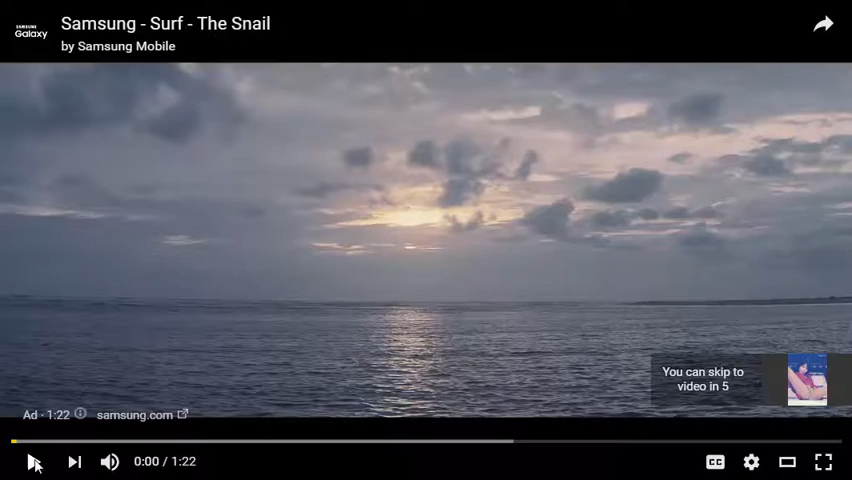 SAMSUNG
Galaxy
Samsung - Surf - The Snail
by Samsung Mobile
You can skip to
video in 5
Ad · 1:22
samsung.com
0:00 / 1:22
CC